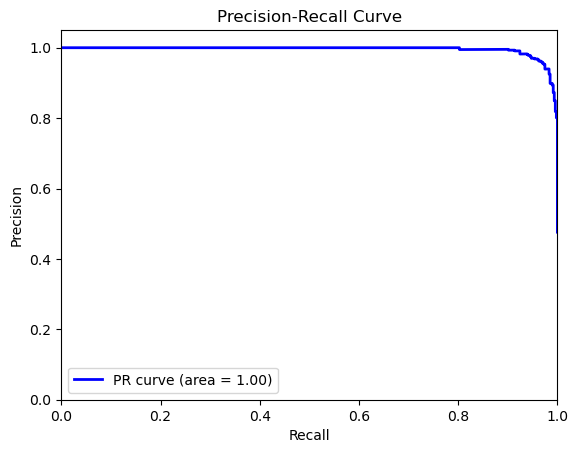 Precision-Recall Curve
1.0
0.8
0.6
0.4
0.2
0.0
Precision
PR curve (area = 1.00)
0.0 0.2 0.4 0.6 0.8 1.0
Recall